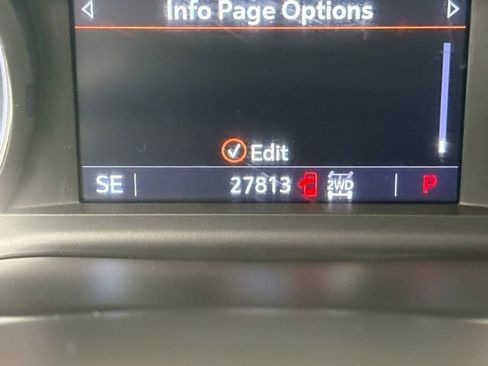 Info Page Options
Edit
SE 27813 2WD P